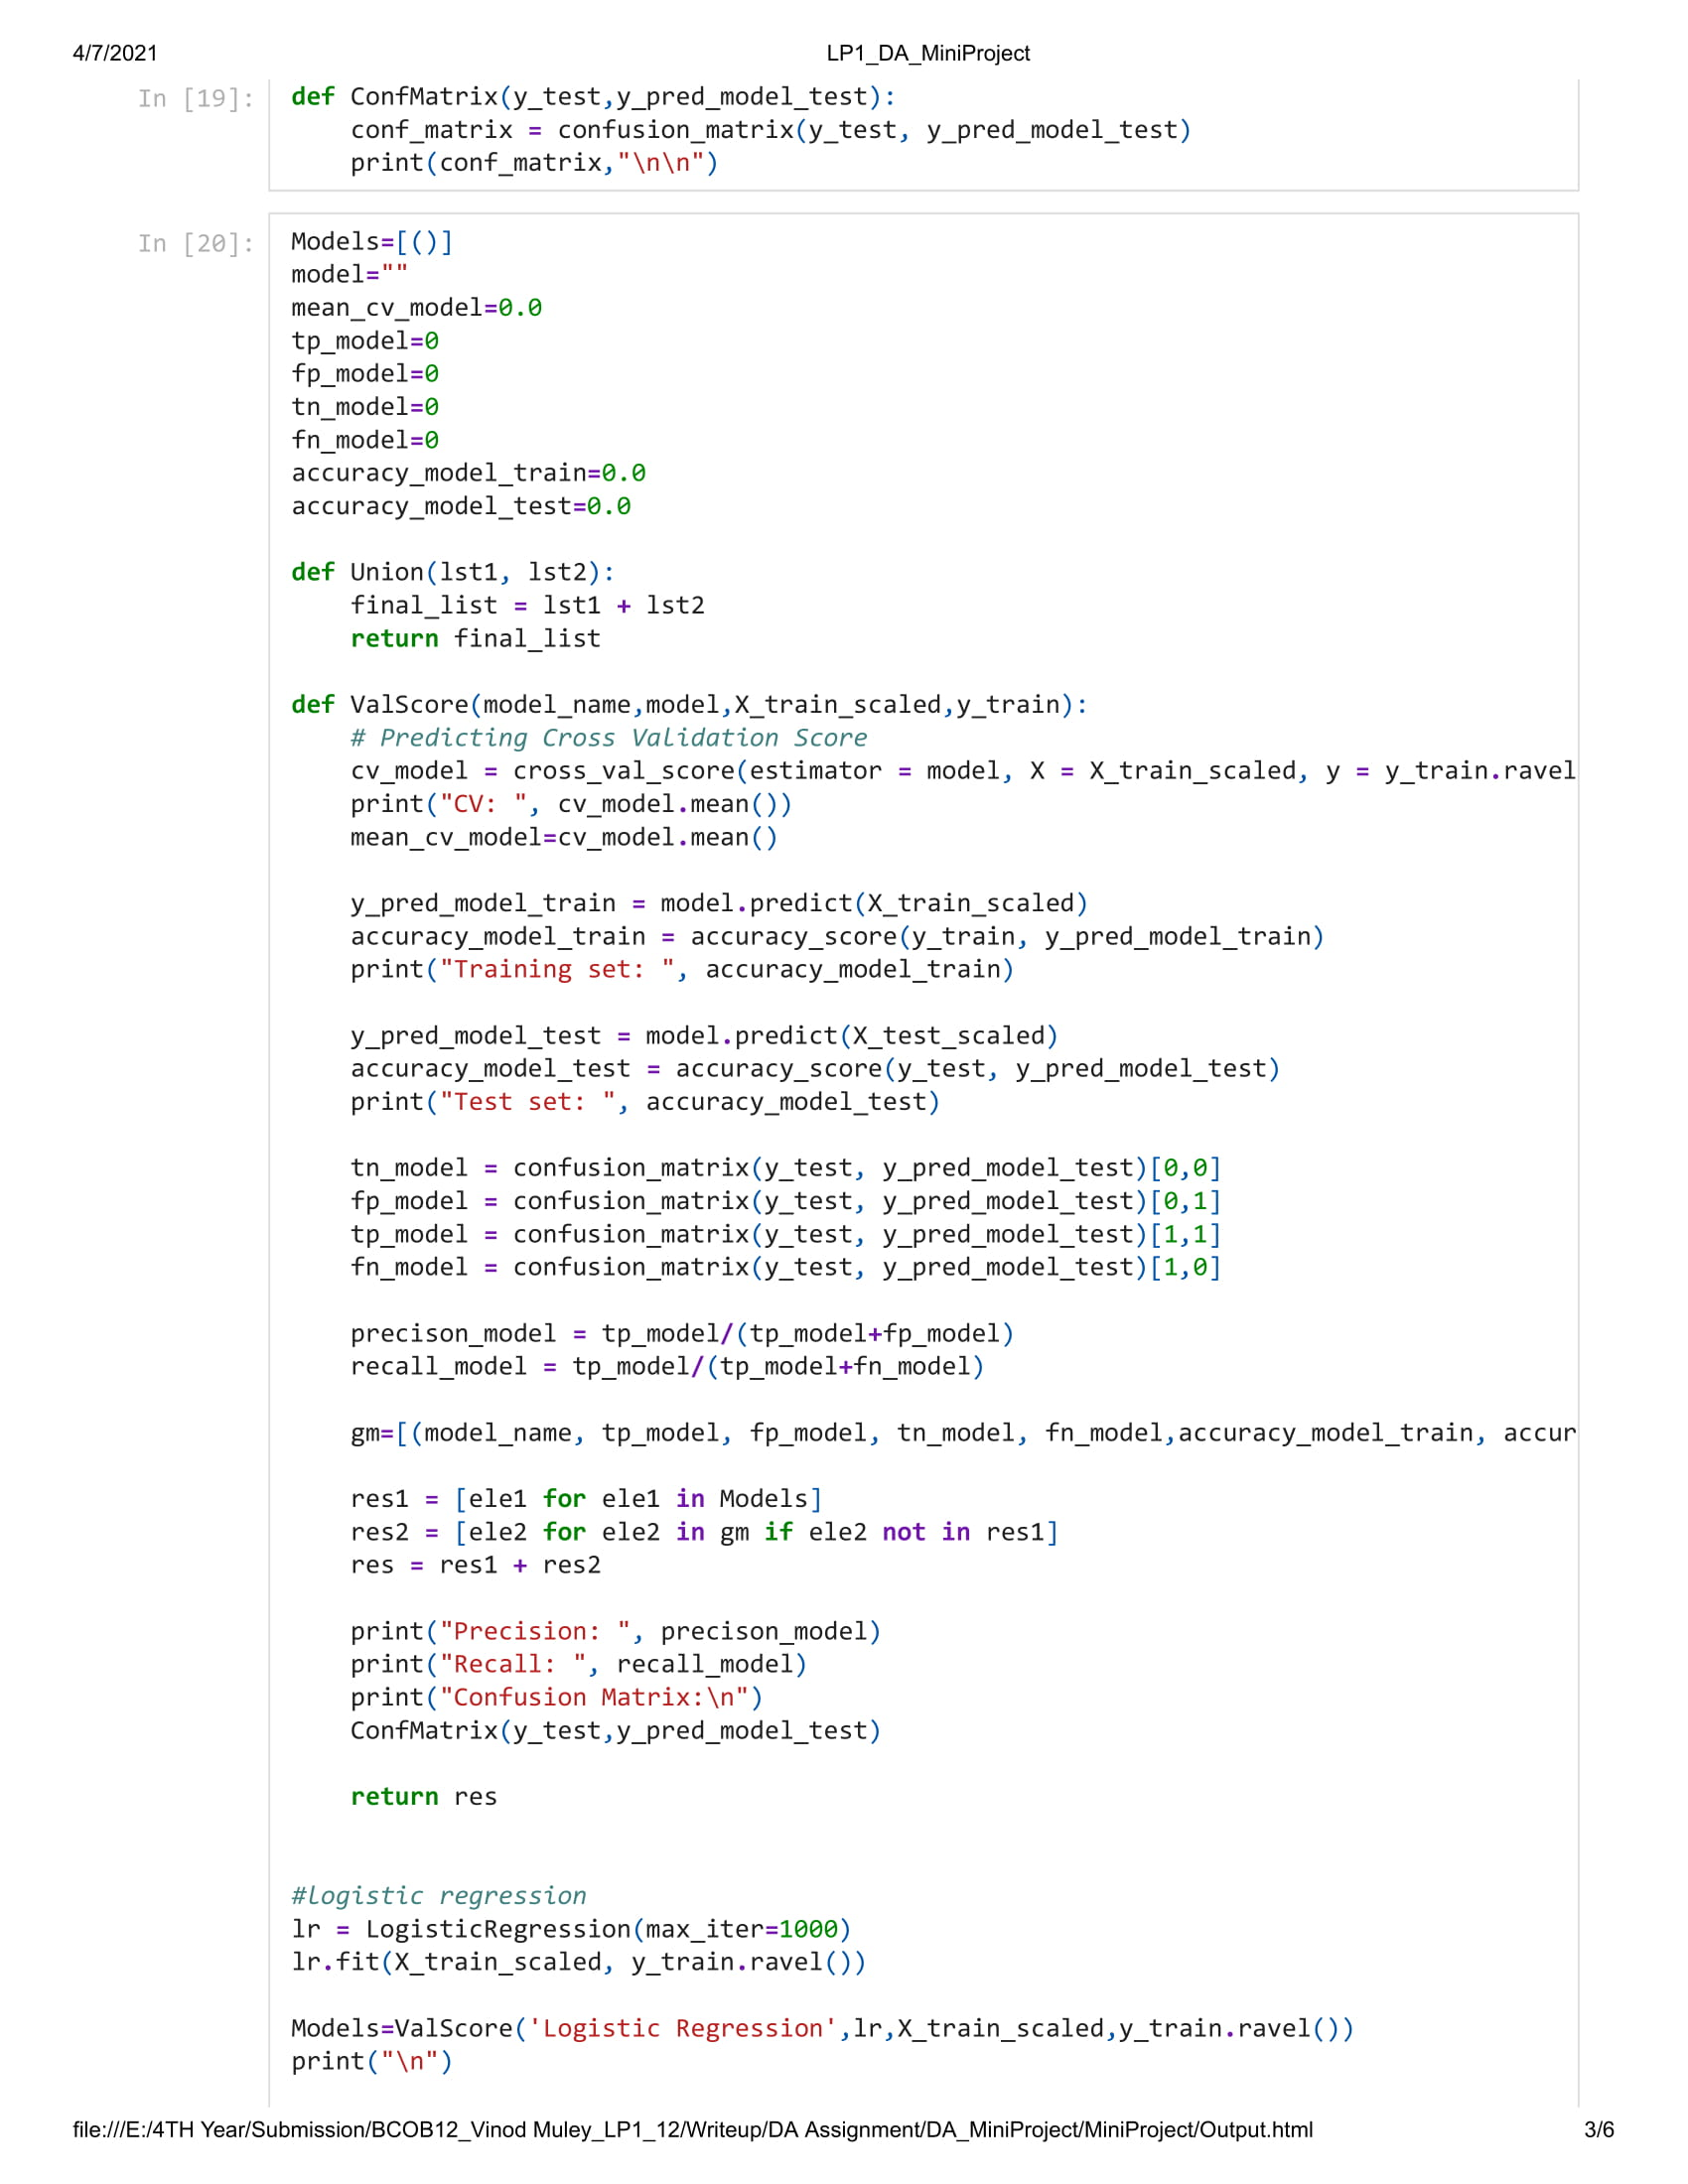 4/7/2021 LP1_DA_MiniProject
In [19]: def ConfMatrix(y_test,y_pred_model_test):
    conf_matrix = confusion_matrix(y_test, y_pred_model_test)
    print(conf_matrix,"\n\n")
In [20]: Models=[()]
model=""
mean_cv_model=0.0
tp_model=0
fp_model=0
tn_model=0
fn_model=0
accuracy_model_train=0.0
accuracy_model_test=0.0
def Union(lst1, lst2):
    final_list = lst1 + lst2
    return final_list
def ValScore(model_name,model,X_train_scaled,y_train):
    # Predicting Cross Validation Score
    cv_model = cross_val_score(estimator = model, X = X_train_scaled, y = y_train.ravel
    print("CV: ", cv_model.mean())
    mean_cv_model=cv_model.mean()
    y_pred_model_train = model.predict(X_train_scaled)
    accuracy_model_train = accuracy_score(y_train, y_pred_model_train)
    print("Training set: ", accuracy_model_train)
    y_pred_model_test = model.predict(X_test_scaled)
    accuracy_model_test = accuracy_score(y_test, y_pred_model_test)
    print("Test set: ", accuracy_model_test)
    tn_model = confusion_matrix(y_test, y_pred_model_test)[0,0]
    fp_model = confusion_matrix(y_test, y_pred_model_test)[0,1]
    tp_model = confusion_matrix(y_test, y_pred_model_test)[1,1]
    fn_model = confusion_matrix(y_test, y_pred_model_test)[1,0]
    precison_model = tp_model/(tp_model+fp_model)
    recall_model = tp_model/(tp_model+fn_model)
    gm=[(model_name, tp_model, fp_model, tn_model, fn_model,accuracy_model_train, accur
    res1 = [ele1 for ele1 in Models]
    res2 = [ele2 for ele2 in gm if ele2 not in res1]
    res = res1 + res2
    print("Precision: ", precison_model)
    print("Recall: ", recall_model)
    print("Confusion Matrix:\n")
    ConfMatrix(y_test,y_pred_model_test)
    return res
#logistic regression
lr = LogisticRegression(max_iter=1000)
lr.fit(X_train_scaled, y_train.ravel())
Models=ValScore('Logistic Regression',lr,X_train_scaled,y_train.ravel())
print("\n")
file:///E:/4TH Year/Submission/BCOB12_Vinod Muley_LP1_12/Writeup/DA Assignment/DA_MiniProject/MiniProject/Output.html 3/6